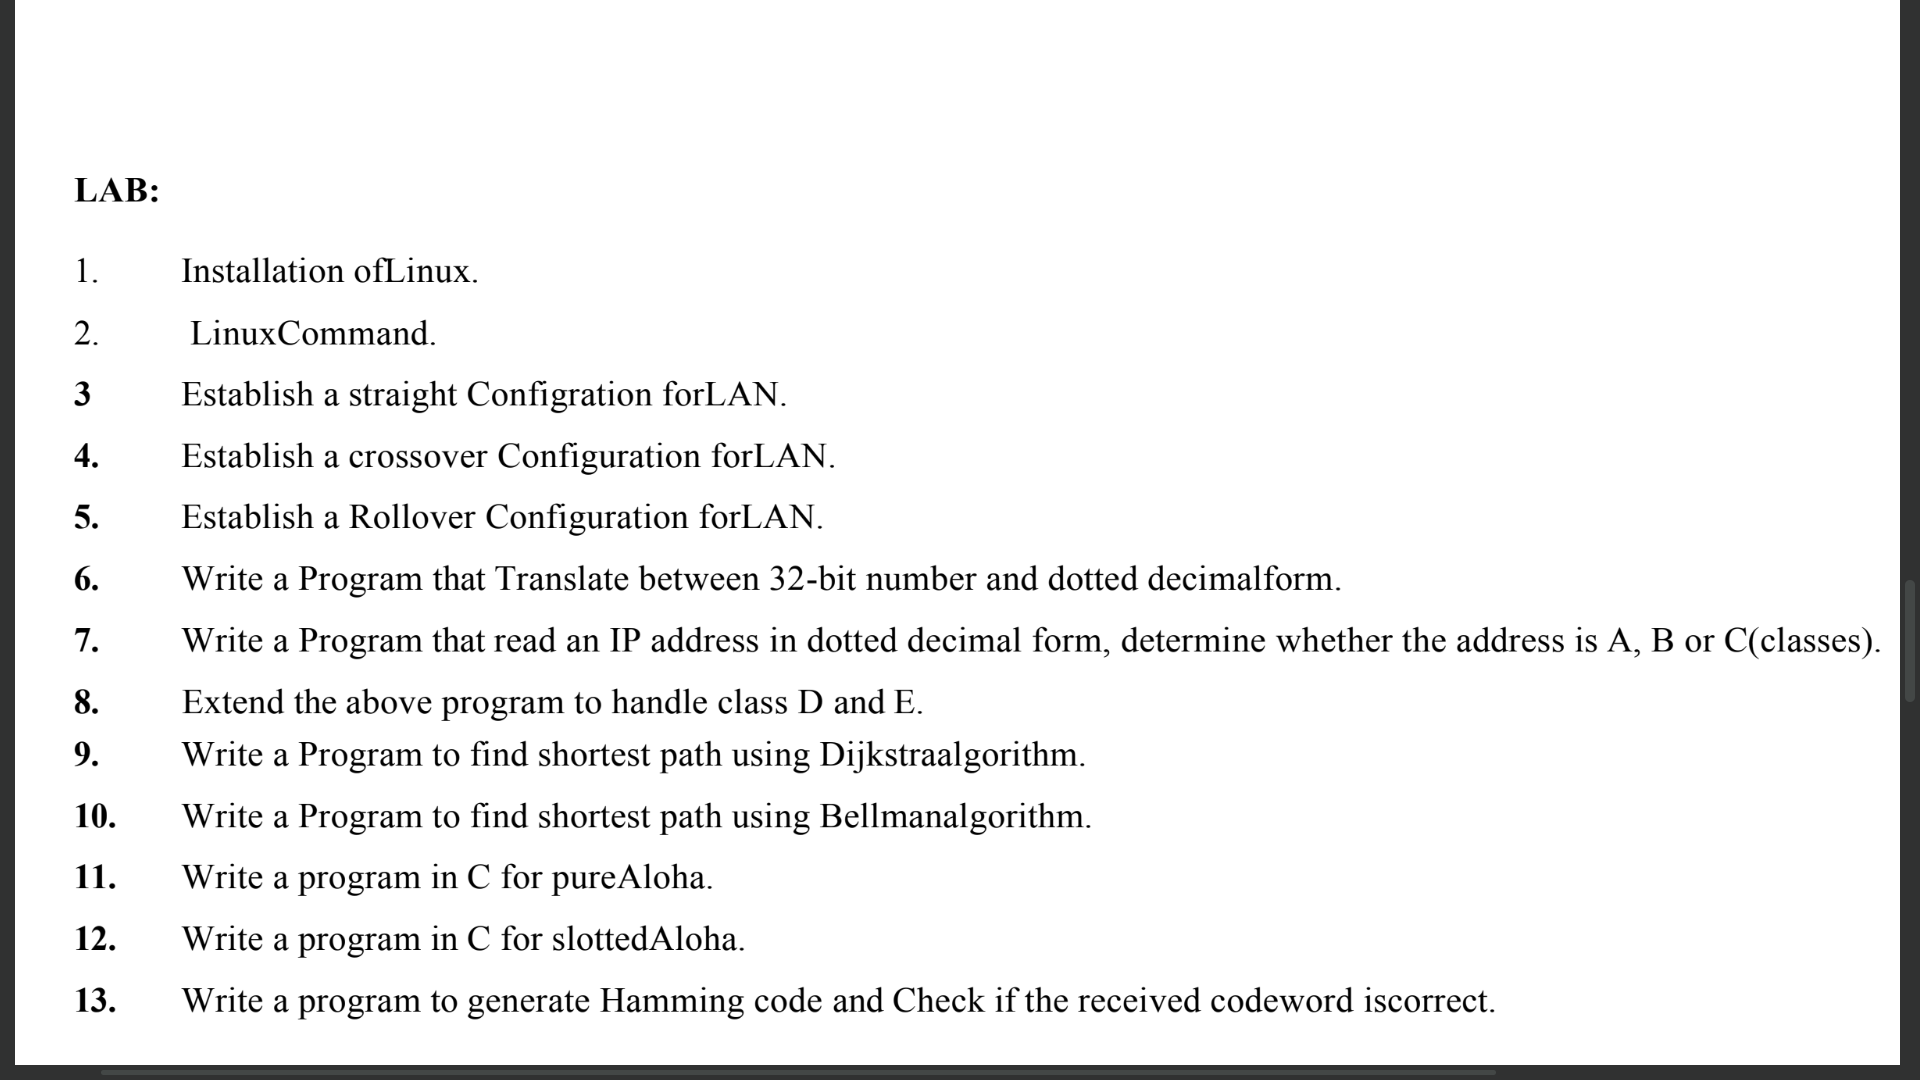 LAB:
1. Installation ofLinux.
2. LinuxCommand.
3 Establish a straight Configration forLAN.
4. Establish a crossover Configuration forLAN.
5. Establish a Rollover Configuration forLAN.
6. Write a Program that Translate between 32-bit number and dotted decimalform.
7. Write a Program that read an IP address in dotted decimal form, determine whether the address is A, B or C(classes).
8. Extend the above program to handle class D and E.
9. Write a Program to find shortest path using Dijkstraalgorithm.
10. Write a Program to find shortest path using Bellmanalgorithm.
11. Write a program in C for pureAloha.
12. Write a program in C for slottedAloha.
13. Write a program to generate Hamming code and Check if the received codeword iscorrect.